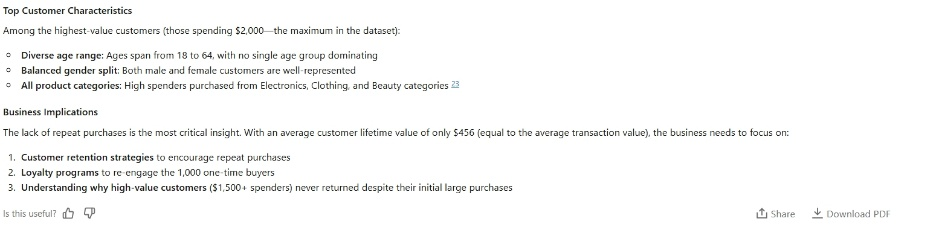 Top Customer Characteristics
Among the highest-value customers (those spending $2,000—the maximum in the dataset):
Diverse age range: Ages span from 18 to 64, with no single age group dominating
Balanced gender split: Both male and female customers are well-represented
All product categories: High spenders purchased from Electronics, Clothing, and Beauty categories 23
Business Implications
The lack of repeat purchases is the most critical insight. With an average customer lifetime value of only $456 (equal to the average transaction value), the business needs to focus on:
1. Customer retention strategies to encourage repeat purchases
2. Loyalty programs to re-engage the 1,000 one-time buyers
3. Understanding why high-value customers ($1,500+ spenders) never returned despite their initial large purchases
Is this useful? Share Download PDF